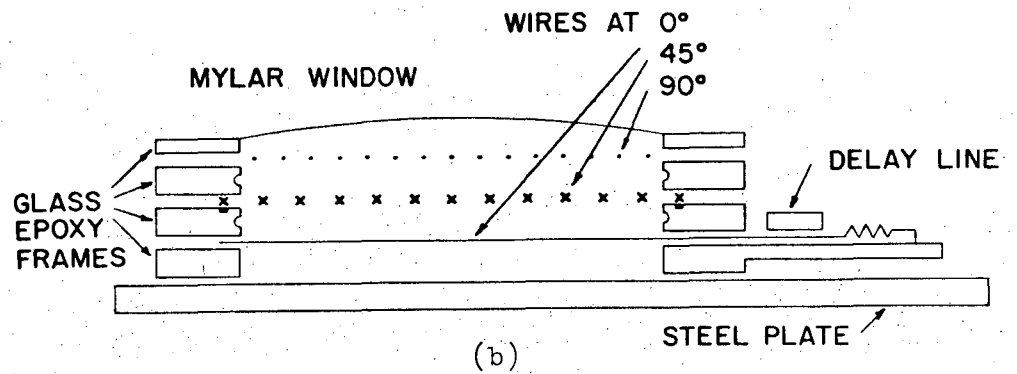 WIRES AT 0°
45°
90°
MYLAR WINDOW
DELAY LINE
GLASS
EPOXY
FRAMES
STEEL PLATE
(b)